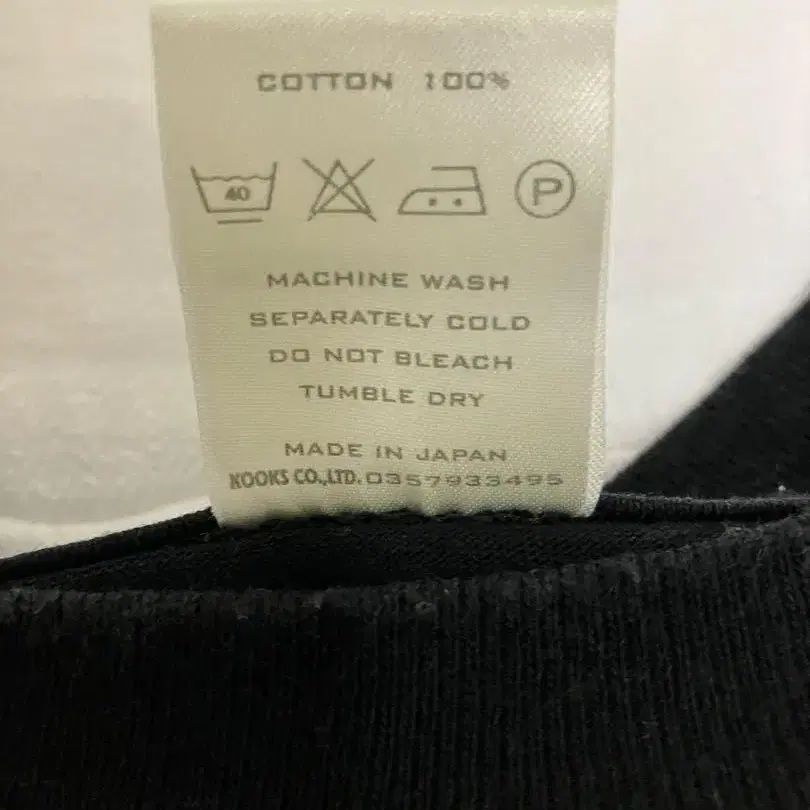 COTTON 100%
40 P
MACHINE WASH
SEPARATELY COLD
DO NOT BLEACH
TUMBLE DRY
MADE IN JAPAN
KOOKS CO.,LTD. 0357933495